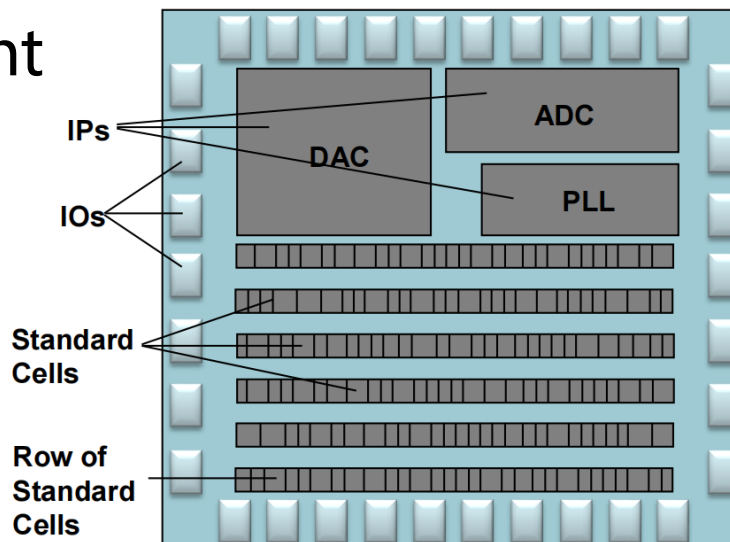 nt
IPs
ADC
DAC
PLL
IOs
Standard
Cells
Row of
Standard
Cells